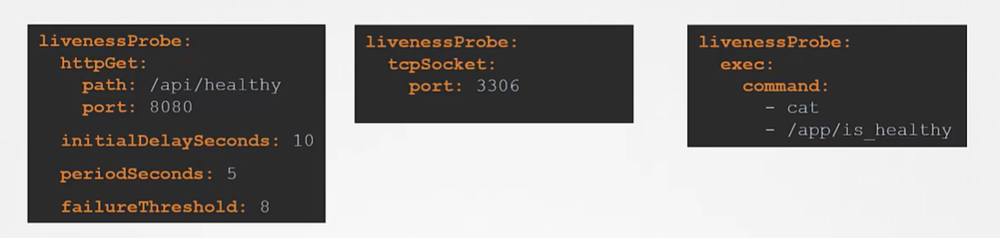 livenessProbe:
  httpGet:
    path: /api/healthy
    port: 8080
  initialDelaySeconds: 10
  periodSeconds: 5
  failureThreshold: 8
livenessProbe:
  tcpSocket:
    port: 3306
livenessProbe:
  exec:
    command:
      - cat
      - /app/is_healthy